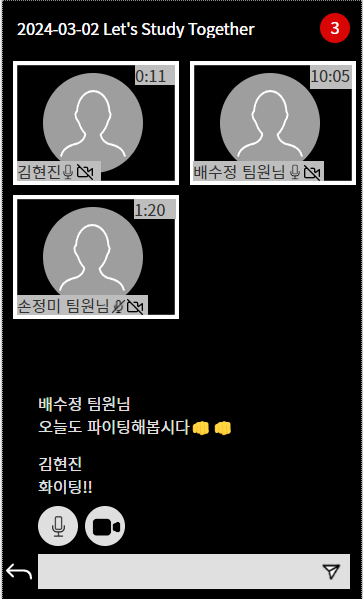 2024-03-02 Let's Study Together
3
0:11
10:05
김현진
배수정 팀원님
1:20
손정미 팀원님
배수정 팀원님
오늘도 파이팅해봅시다👊👊
김현진
화이팅!!